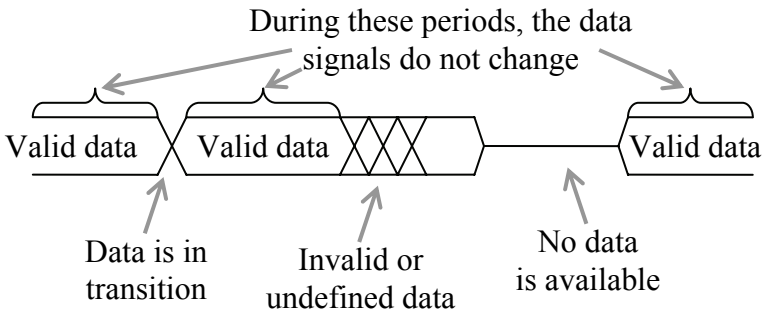 During these periods, the data
signals do not change
Valid data
Valid data
Valid data
Data is in
transition
Invalid or
undefined data
No data
is available